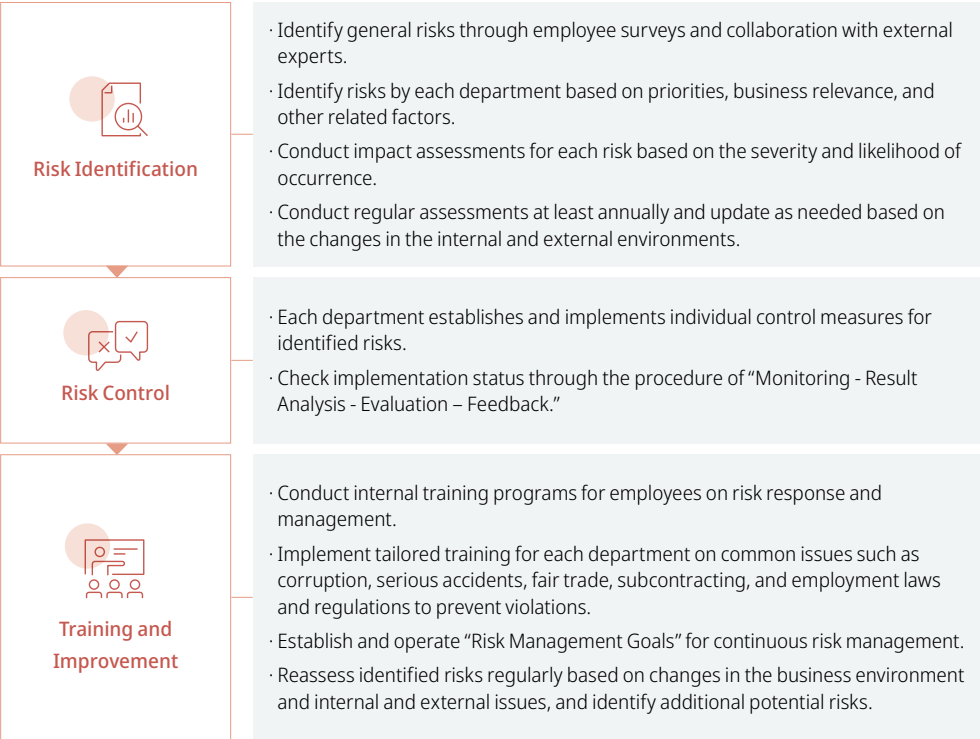 Risk Identification
· Identify general risks through employee surveys and collaboration with external
experts.
· Identify risks by each department based on priorities, business relevance, and
other related factors.
· Conduct impact assessments for each risk based on the severity and likelihood of
occurrence.
· Conduct regular assessments at least annually and update as needed based on
the changes in the internal and external environments.
Risk Control
· Each department establishes and implements individual control measures for
identified risks.
· Check implementation status through the procedure of “Monitoring - Result
Analysis - Evaluation – Feedback.”
Training and
Improvement
· Conduct internal training programs for employees on risk response and
management.
· Implement tailored training for each department on common issues such as
corruption, serious accidents, fair trade, subcontracting, and employment laws
and regulations to prevent violations.
· Establish and operate “Risk Management Goals” for continuous risk management.
· Reassess identified risks regularly based on changes in the business environment
and internal and external issues, and identify additional potential risks.